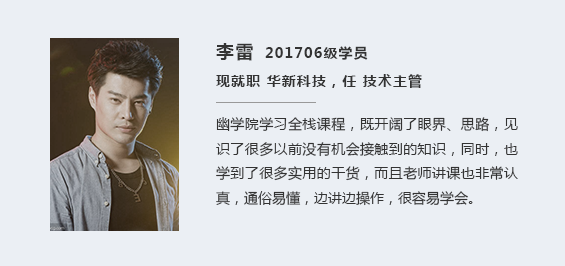 李雷 201706级学员
现就职 华新科技，任 技术主管
幽学院学习全栈课程，既开阔了眼界、思路，见
识了很多以前没有机会接触到的知识，同时，也
学到了很多实用的干货，而且老师讲课也非常认
真，通俗易懂，边讲边操作，很容易学会。